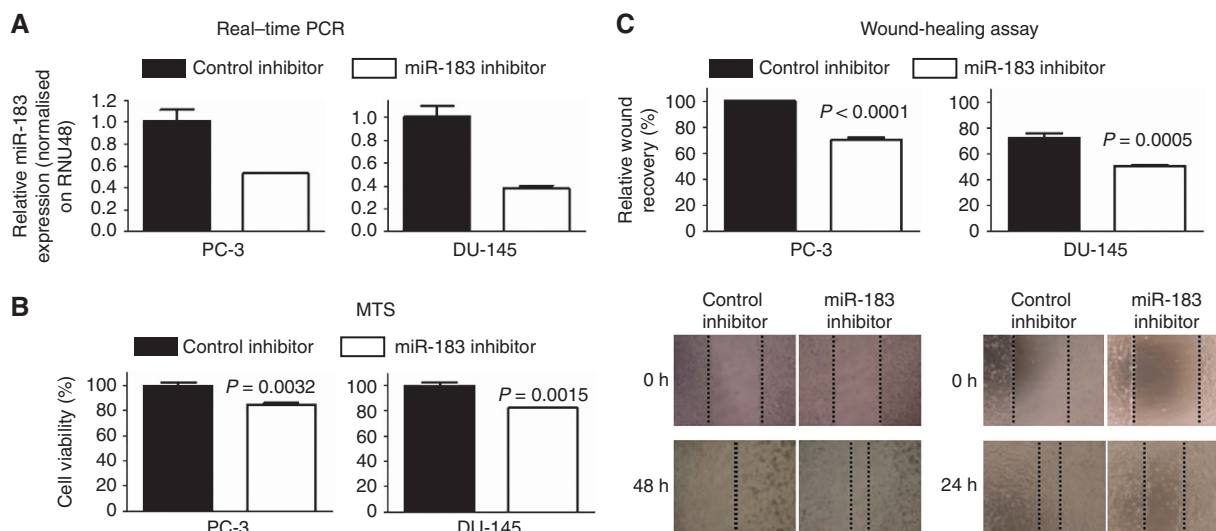 A
Real–time PCR
Control inhibitor
miR-183 inhibitor
Relative miR-183
expression (normalised
on RNU48)
1.2
1.0
0.8
0.6
0.4
0.2
0.0
PC-3
1.0
0.8
0.6
0.4
0.2
0.0
DU-145
B
MTS
Control inhibitor
miR-183 inhibitor
Cell viability (%)
100
80
60
40
20
0
P = 0.0032
PC-3
100
80
60
40
20
0
P = 0.0015
DU-145
C
Wound-healing assay
Control inhibitor
miR-183 inhibitor
Relative wound
recovery (%)
100
80
60
40
20
0
P < 0.0001
PC-3
100
80
60
40
20
0
P = 0.0005
DU-145
Control
inhibitor
miR-183
inhibitor
0 h
48 h
Control
inhibitor
miR-183
inhibitor
0 h
24 h